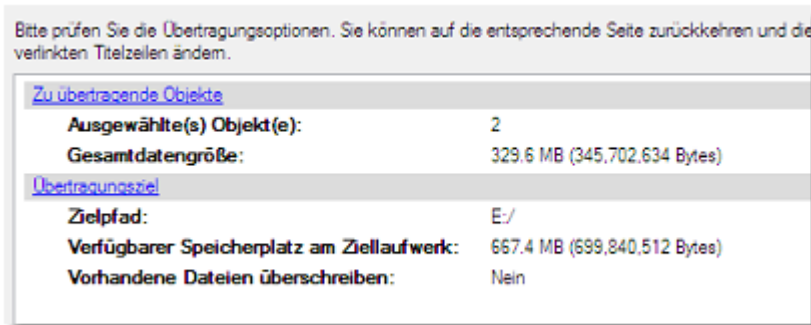 Bitte prüfen Sie die Übertragungsoptionen. Sie können auf die entsprechende Seite zurückkehren und die
verlinkten Titelzeilen ändern.
Zu übertragende Objekte
Ausgewählte(s) Objekt(e): 2
Gesamtdatengröße: 329.6 MB (345,702,634 Bytes)
Übertragungsziel
Zielpfad: E:/
Verfügbarer Speicherplatz am Ziellaufwerk: 667.4 MB (699,840,512 Bytes)
Vorhandene Dateien überschreiben: Nein